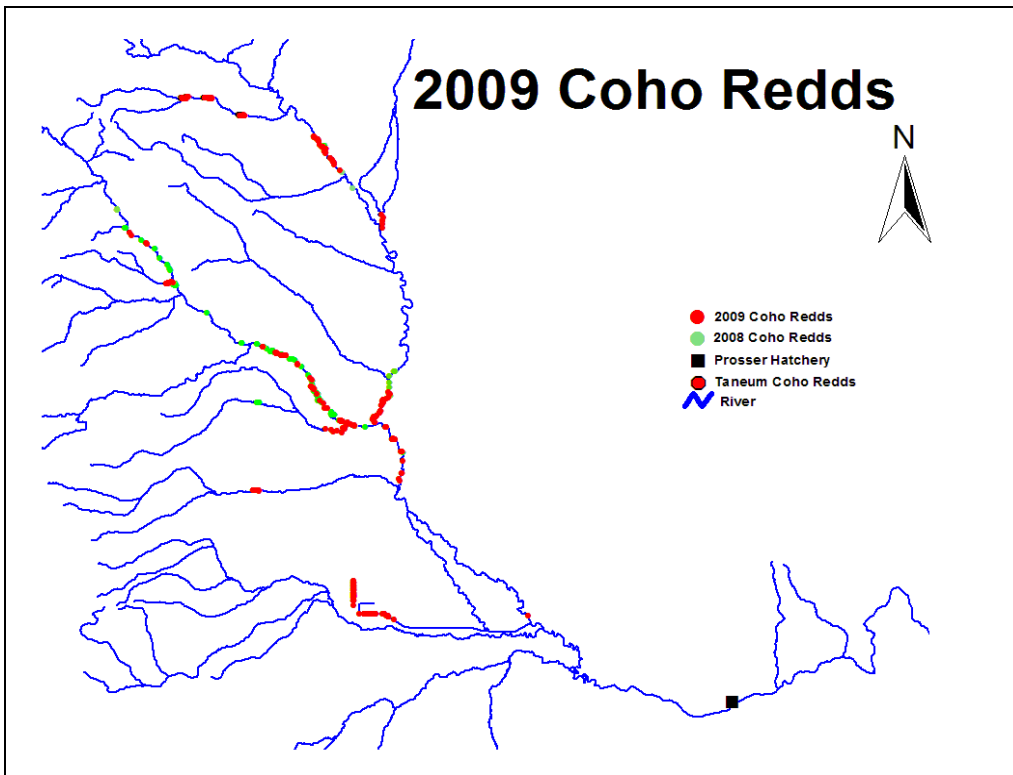 2009 Coho Redds
N
2009 Coho Redds
2008 Coho Redds
Prosser Hatchery
Taneum Coho Redds
River